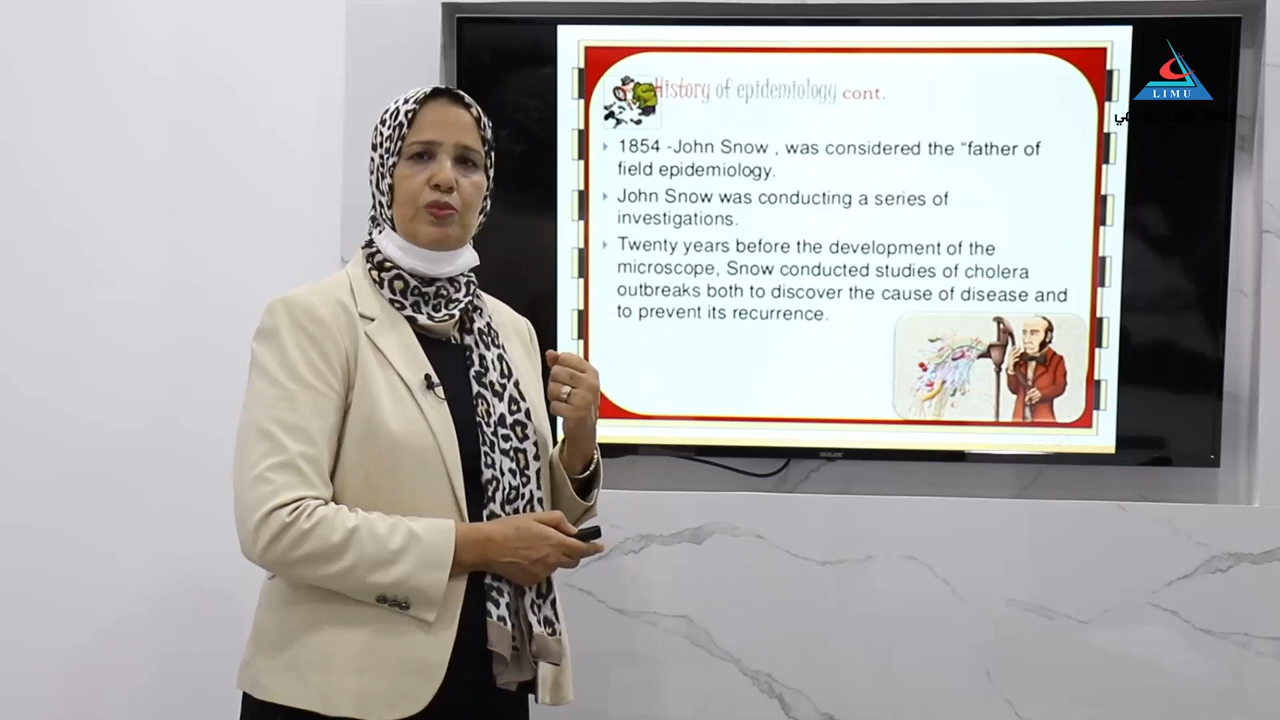 History of epidemiology cont.
LIMU
1854 -John Snow , was considered the “father of
field epidemiology.
John Snow was conducting a series of
investigations.
Twenty years before the development of the
microscope, Snow conducted studies of cholera
outbreaks both to discover the cause of disease and
to prevent its recurrence.